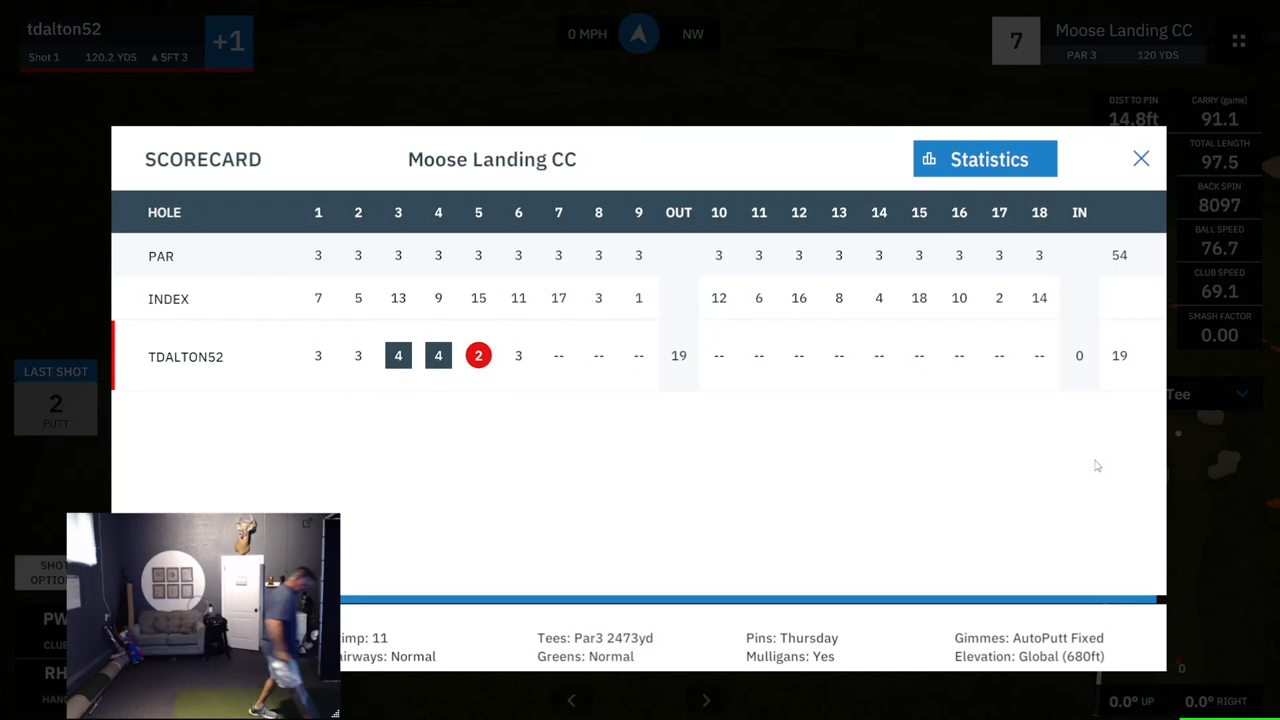 tdalton52
+1
Shot 1 120.2 YDS ▲5FT 3
0 MPH NW
7
Moose Landing CC
PAR 3 120 YDS
DIST TO PIN
14.8ft
CARRY (game)
91.1
TOTAL LENGTH
97.5
BACK SPIN
8097
BALL SPEED
76.7
CLUB SPEED
69.1
SMASH FACTOR
0.00
Tee
SCORECARD Moose Landing CC Statistics
HOLE 1 2 3 4 5 6 7 8 9 OUT 10 11 12 13 14 15 16 17 18 IN
PAR 3 3 3 3 3 3 3 3 3 3 3 3 3 3 3 3 3 3 54
INDEX 7 5 13 9 15 11 17 3 1 12 6 16 8 4 18 10 2 14
TDALTON52 3 3 4 4 2 3 -- -- -- 19 -- -- -- -- -- -- -- -- -- 0 19
LAST SHOT
2
PUTT
SHO
OPTIO
PW
CLU
RH
HAN
imp: 11 Tees: Par3 2473yd Pins: Thursday Gimmes: AutoPutt Fixed
airways: Normal Greens: Normal Mulligans: Yes Elevation: Global (680ft)
0
0.0° UP 0.0° RIGHT